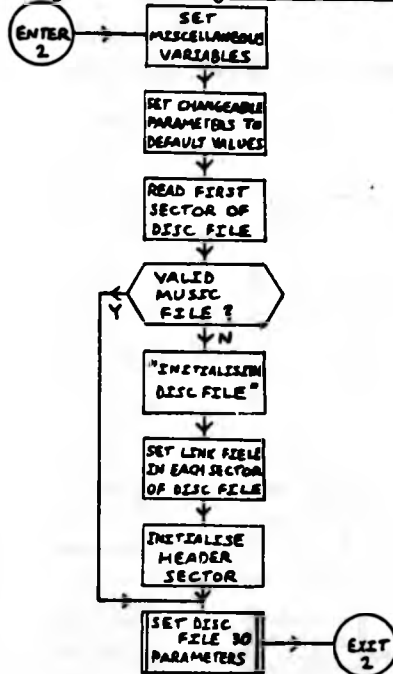 ENTER
2
SET
MISCELLANEOUS
VARIABLES
SET CHANGEABLE
PARAMETERS TO
DEFAULT VALUES
READ FIRST
SECTOR OF
DISC FILE
VALID
MUSIC
FILE ?
Y
N
"INITIALISING
DISC FILE"
SET LINK FIELD
IN EACH SECTOR
OF DISC FILE
INITIALISE
HEADER
SECTOR
SET DISC
FILE 30
PARAMETERS
EXIT
2